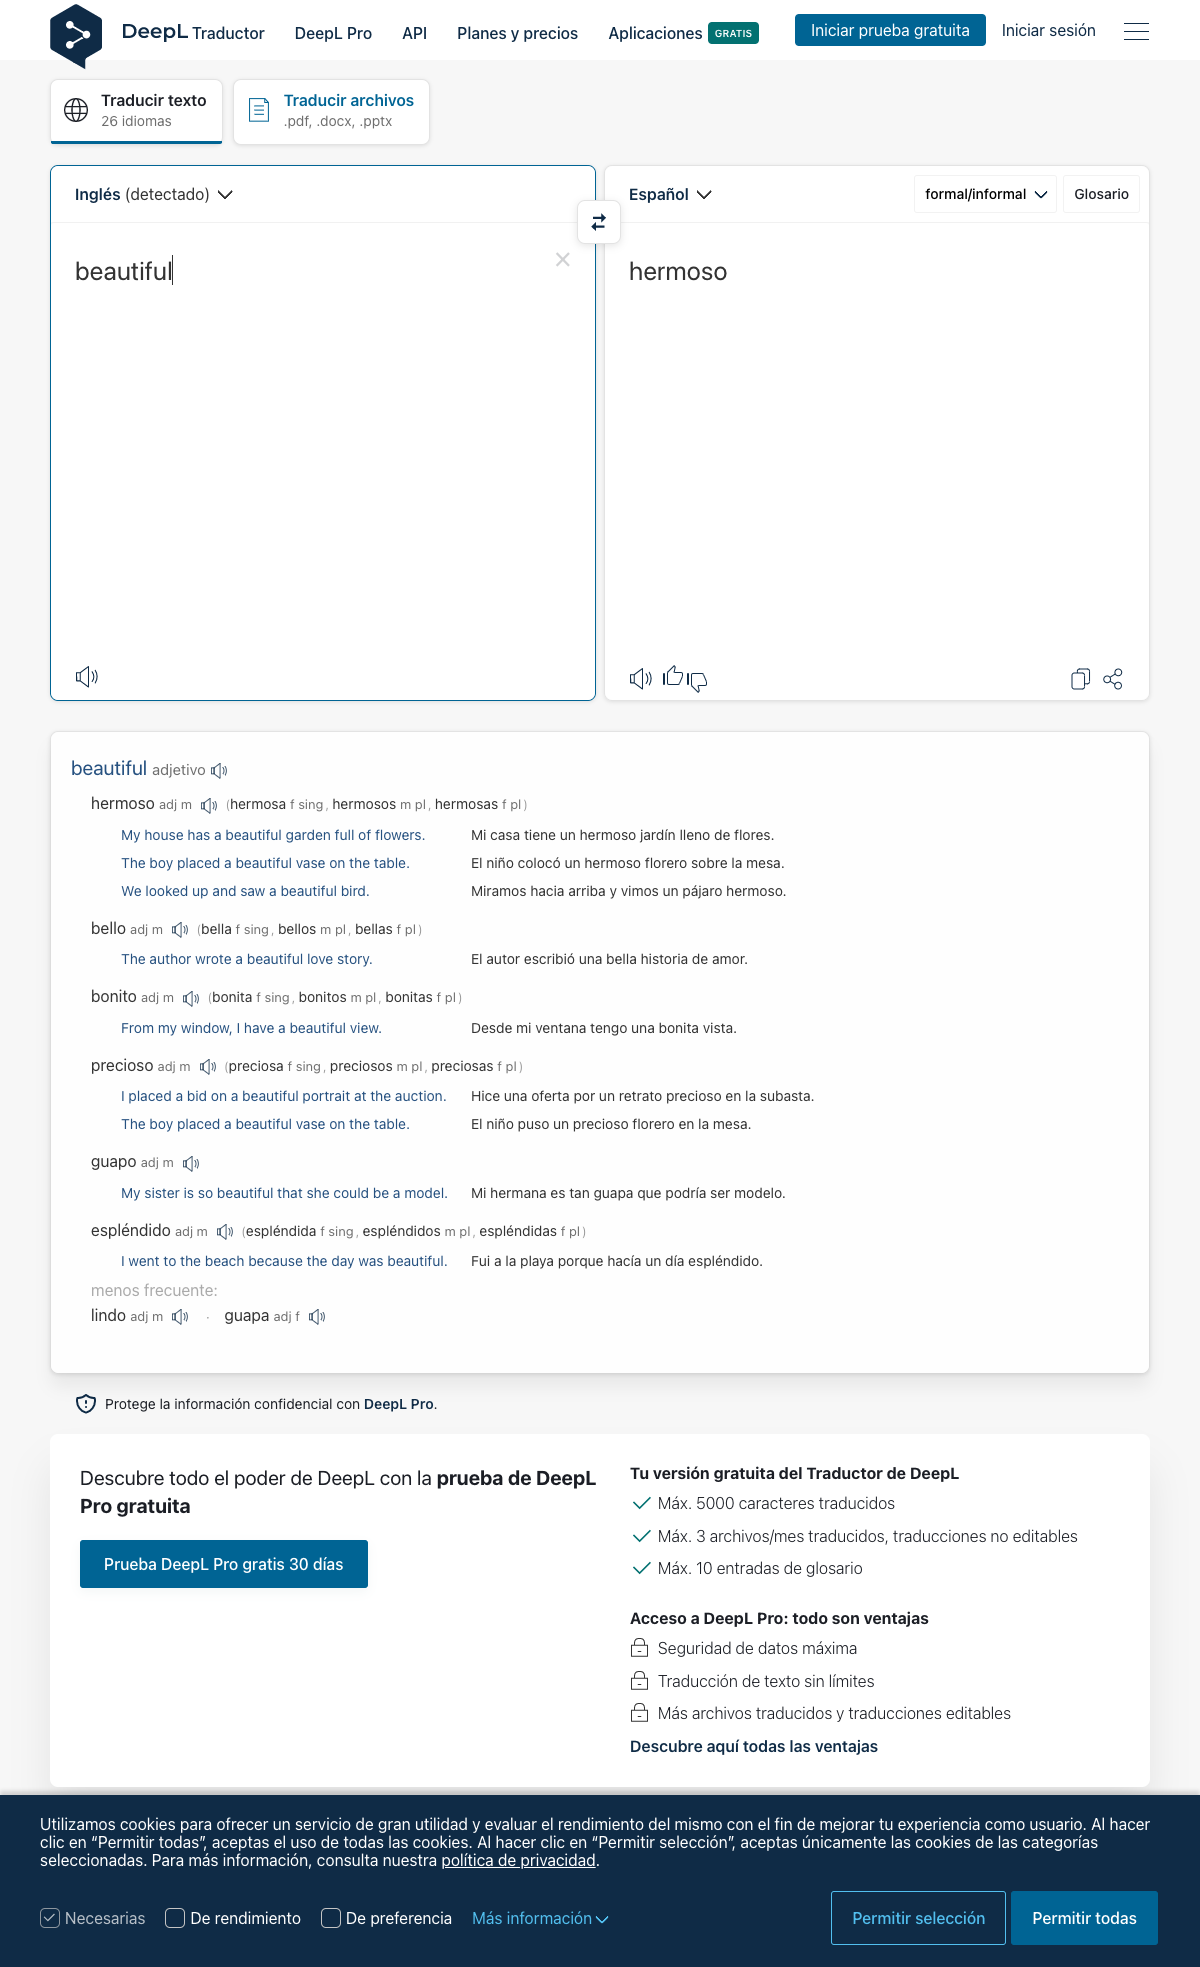 DeepL Traductor DeepL Pro API Planes y precios Aplicaciones GRATIS Iniciar prueba gratuita Iniciar sesión
Traducir texto
26 idiomas
Traducir archivos
.pdf, .docx, .pptx
Inglés (detectado)
Español formal/informal Glosario
beautiful
hermoso
beautiful adjetivo
hermoso adj m (hermosa f sing, hermosos m pl, hermosas f pl)
My house has a beautiful garden full of flowers. Mi casa tiene un hermoso jardín lleno de flores.
The boy placed a beautiful vase on the table. El niño colocó un hermoso florero sobre la mesa.
We looked up and saw a beautiful bird. Miramos hacia arriba y vimos un pájaro hermoso.
bello adj m (bella f sing, bellos m pl, bellas f pl)
The author wrote a beautiful love story. El autor escribió una bella historia de amor.
bonito adj m (bonita f sing, bonitos m pl, bonitas f pl)
From my window, I have a beautiful view. Desde mi ventana tengo una bonita vista.
precioso adj m (preciosa f sing, preciosos m pl, preciosas f pl)
I placed a bid on a beautiful portrait at the auction. Hice una oferta por un retrato precioso en la subasta.
The boy placed a beautiful vase on the table. El niño puso un precioso florero en la mesa.
guapo adj m
My sister is so beautiful that she could be a model. Mi hermana es tan guapa que podría ser modelo.
espléndido adj m (espléndida f sing, espléndidos m pl, espléndidas f pl)
I went to the beach because the day was beautiful. Fui a la playa porque hacía un día espléndido.
menos frecuente:
lindo adj m · guapa adj f
Protege la información confidencial con DeepL Pro.
Descubre todo el poder de DeepL con la prueba de DeepL
Pro gratuita
Prueba DeepL Pro gratis 30 días
Tu versión gratuita del Traductor de DeepL
Máx. 5000 caracteres traducidos
Máx. 3 archivos/mes traducidos, traducciones no editables
Máx. 10 entradas de glosario
Acceso a DeepL Pro: todo son ventajas
Seguridad de datos máxima
Traducción de texto sin límites
Más archivos traducidos y traducciones editables
Descubre aquí todas las ventajas
Utilizamos cookies para ofrecer un servicio de gran utilidad y evaluar el rendimiento del mismo con el fin de mejorar tu experiencia como usuario. Al hacer
clic en “Permitir todas”, aceptas el uso de todas las cookies. Al hacer clic en “Permitir selección”, aceptas únicamente las cookies de las categorías
seleccionadas. Para más información, consulta nuestra política de privacidad.
Necesarias De rendimiento De preferencia Más información Permitir selección Permitir todas